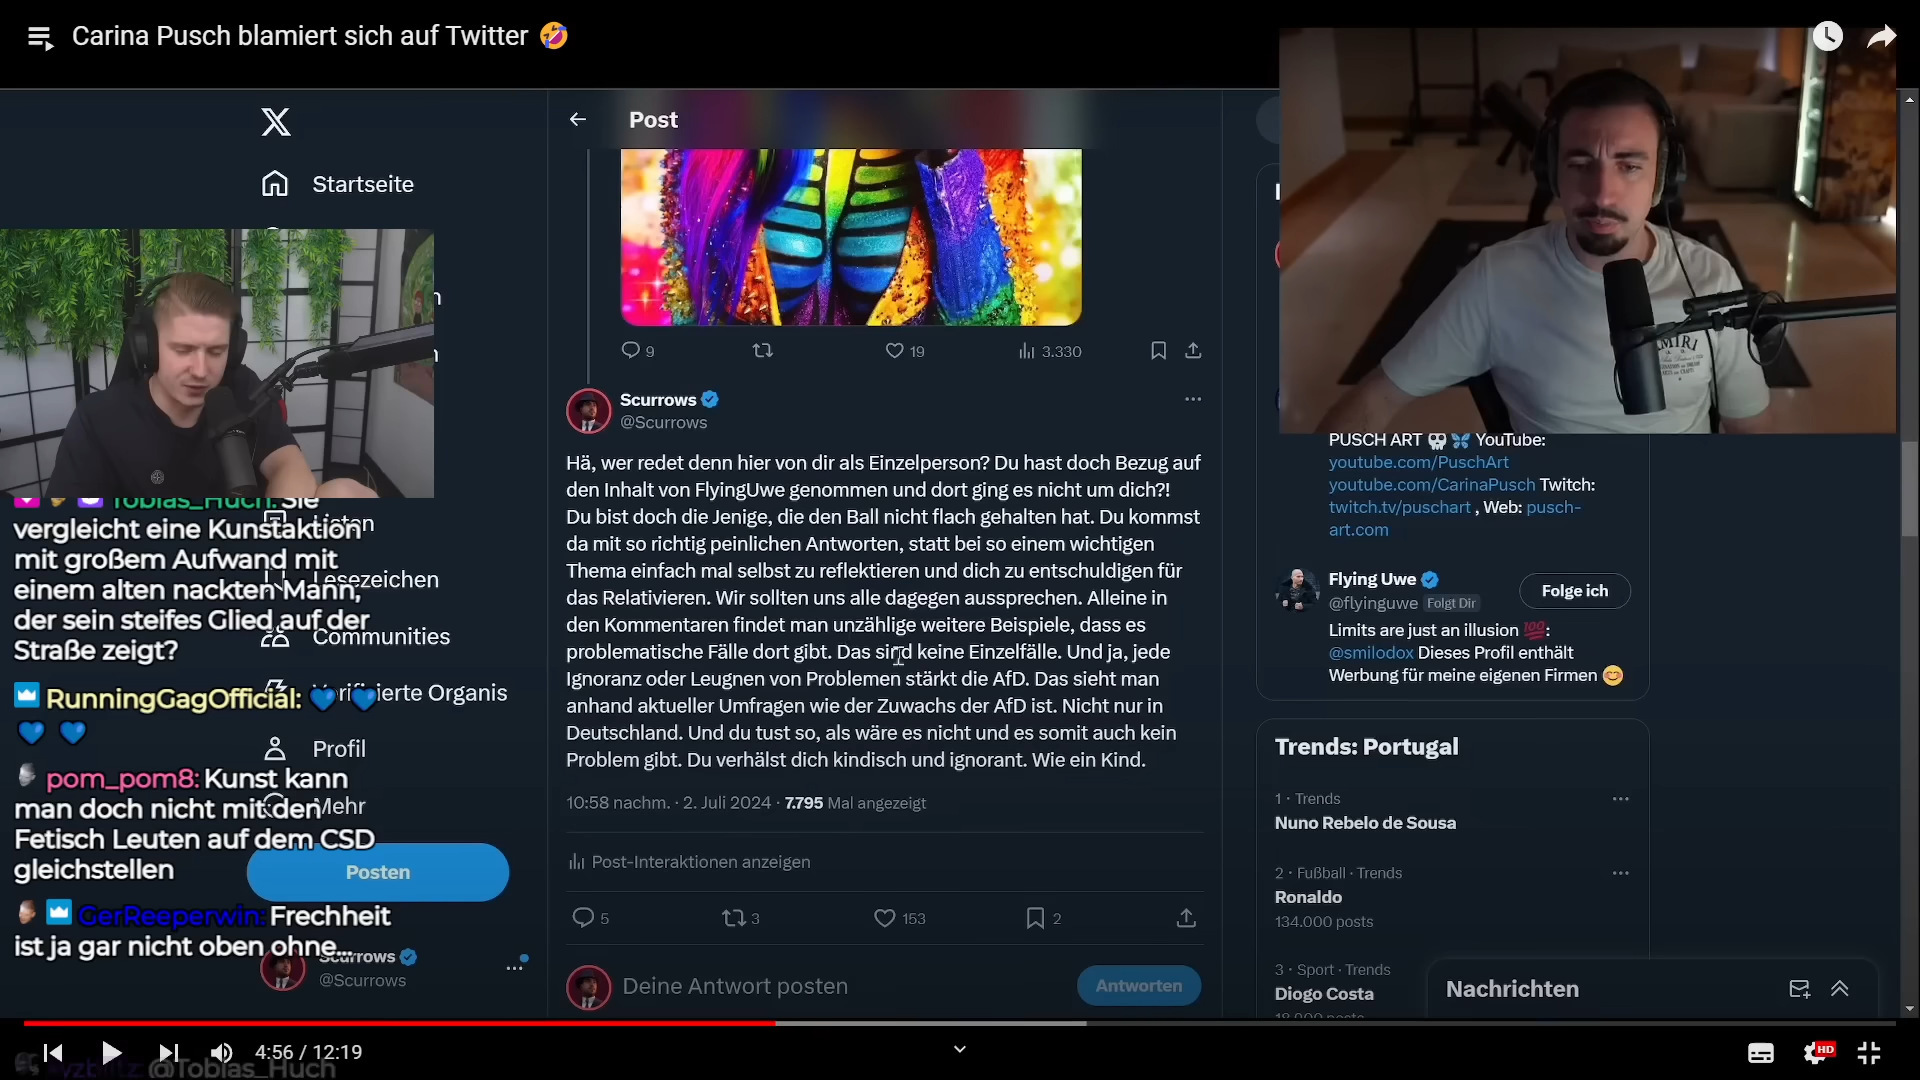 Carina Pusch blamiert sich auf Twitter 🤣
Startseite
Listen
Lesezeichen
Communities
Verifizierte Organis
Profil
Mehr
Posten
Scurrows
@Scurrows
Tobias_Huch: Sie
vergleicht eine Kunstaktion
mit großem Aufwand mit
einem alten nackten Mann,
der sein steifes Glied auf der
Straße zeigt?
RunningGagOfficial: 💙 💙
💙 💙
pom_pom8: Kunst kann
man doch nicht mit den
Fetisch Leuten auf dem CSD
gleichstellen
GerReeperwin: Frechheit
ist ja gar nicht oben ohne...
@Tobias_Huch
Post
9
19
3.330
Scurrows
@Scurrows
Hä, wer redet denn hier von dir als Einzelperson? Du hast doch Bezug auf
den Inhalt von FlyingUwe genommen und dort ging es nicht um dich?!
Du bist doch die Jenige, die den Ball nicht flach gehalten hat. Du kommst
da mit so richtig peinlichen Antworten, statt bei so einem wichtigen
Thema einfach mal selbst zu reflektieren und dich zu entschuldigen für
das Relativieren. Wir sollten uns alle dagegen aussprechen. Alleine in
den Kommentaren findet man unzählige weitere Beispiele, dass es
problematische Fälle dort gibt. Das sind keine Einzelfälle. Und ja, jede
Ignoranz oder Leugnen von Problemen stärkt die AfD. Das sieht man
anhand aktueller Umfragen wie der Zuwachs der AfD ist. Nicht nur in
Deutschland. Und du tust so, als wäre es nicht und es somit auch kein
Problem gibt. Du verhälst dich kindisch und ignorant. Wie ein Kind.
10:58 nachm. · 2. Juli 2024 · 7.795 Mal angezeigt
Post-Interaktionen anzeigen
5
3
153
2
Deine Antwort posten
Antworten
AMIRI
PUSCH ART 💀 🦋 YouTube:
youtube.com/PuschArt
youtube.com/CarinaPusch Twitch:
twitch.tv/puschart , Web: pusch-
art.com
Flying Uwe
@flyinguwe Folgt Dir
Folge ich
Limits are just an illusion 💯:
@smilodox Dieses Profil enthält
Werbung für meine eigenen Firmen 😊
Trends: Portugal
1 · Trends
Nuno Rebelo de Sousa
2 · Fußball · Trends
Ronaldo
134.000 posts
3 · Sport · Trends
Diogo Costa
Nachrichten
4:56 / 12:19
HD